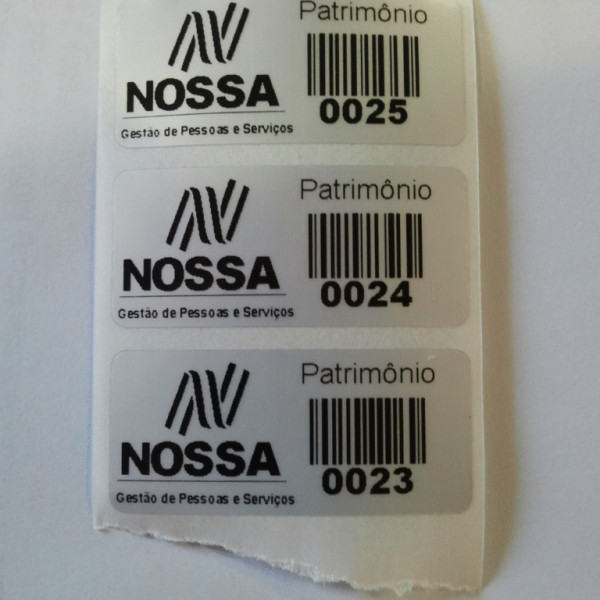 Patrimônio
NOSSA
0025
Gestão de Pessoas e Serviços
Patrimônio
NOSSA
0024
Gestão de Pessoas e Serviços
Patrimônio
NOSSA
0023
Gestão de Pessoas e Serviços